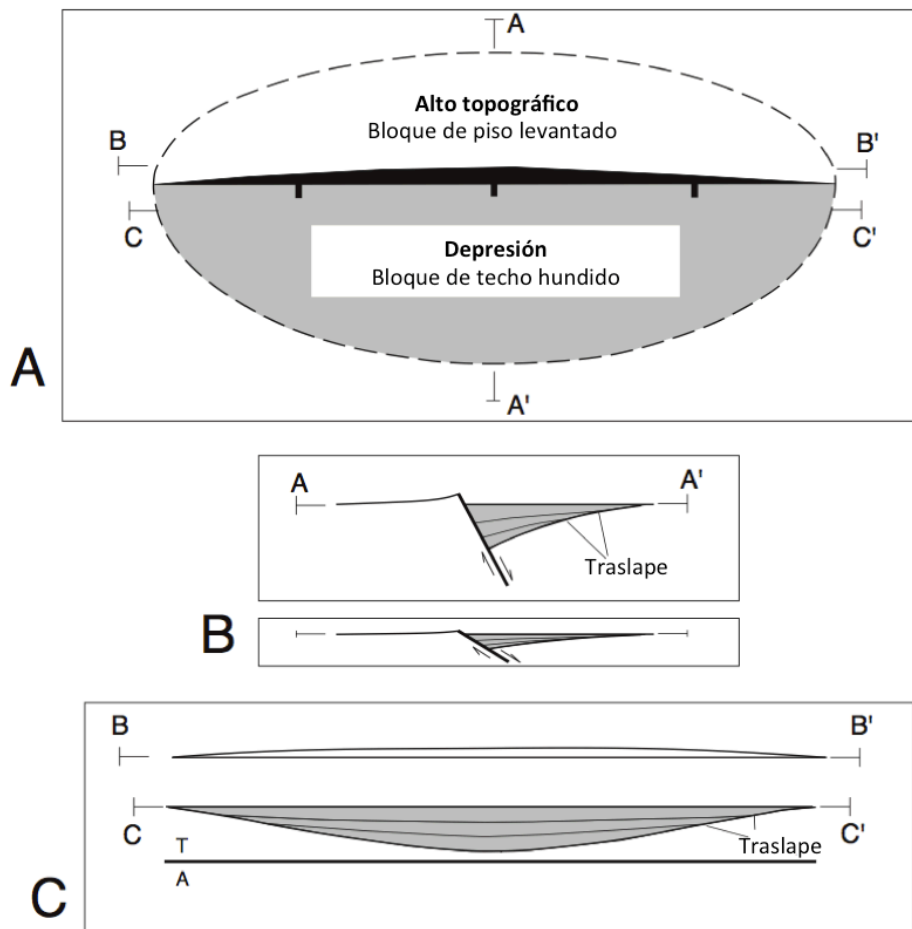 A
Alto topográfico
Bloque de piso levantado
B
B'
C
C'
Depresión
Bloque de techo hundido
A
A'
A
A'
Traslape
B
B
B'
C
C'
T
Traslape
A
C